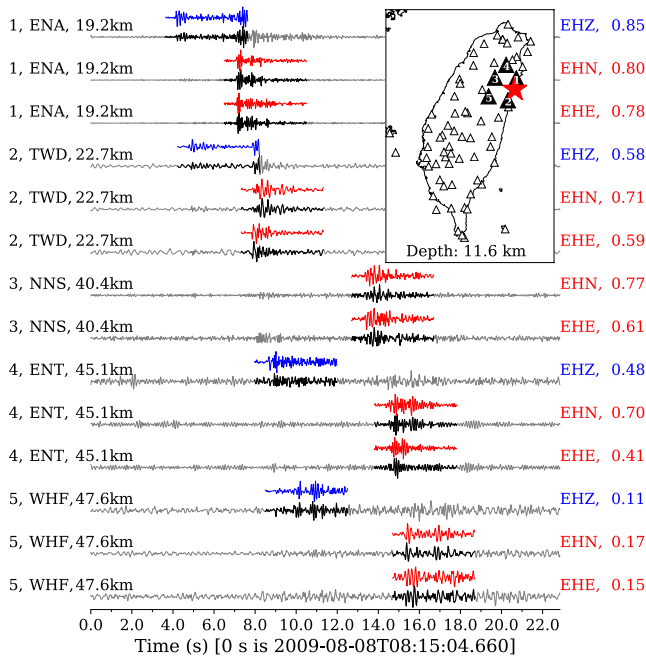 1, ENA, 19.2km EHZ, 0.85
1, ENA, 19.2km EHN, 0.80
1, ENA, 19.2km EHE, 0.78
2, TWD, 22.7km EHZ, 0.58
2, TWD, 22.7km EHN, 0.71
2, TWD, 22.7km EHE, 0.59
3, NNS, 40.4km EHN, 0.77
3, NNS, 40.4km EHE, 0.61
4, ENT, 45.1km EHZ, 0.48
4, ENT, 45.1km EHN, 0.70
4, ENT, 45.1km EHE, 0.41
5, WHF, 47.6km EHZ, 0.11
5, WHF, 47.6km EHN, 0.17
5, WHF, 47.6km EHE, 0.15
4
3 1
5 2
Depth: 11.6 km
0.0 2.0 4.0 6.0 8.0 10.0 12.0 14.0 16.0 18.0 20.0 22.0
Time (s) [0 s is 2009-08-08T08:15:04.660]